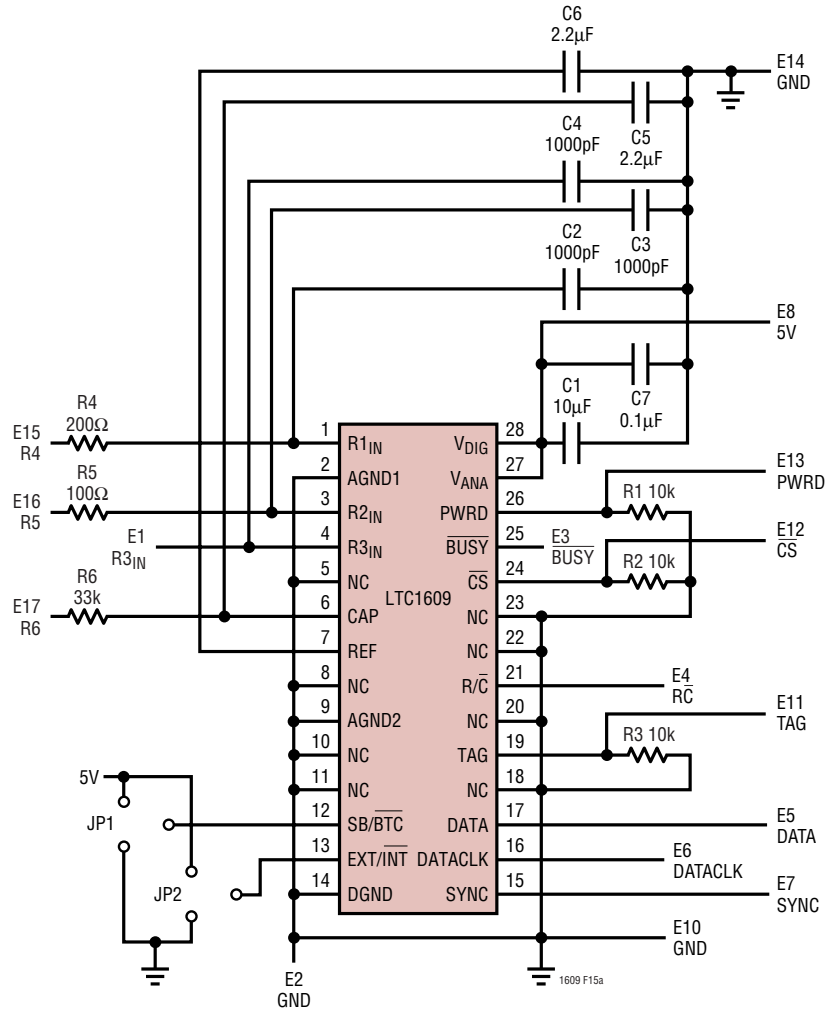 C6
2.2µF
E14
GND
C4
1000pF
C5
2.2µF
C2
1000pF
C3
1000pF
E8
5V
C1
10µF
C7
0.1µF
E15
R4
R4
200Ω
E16
R5
R5
100Ω
E1
R3IN
E17
R6
R6
33k
LTC1609
1 R1IN
2 AGND1
3 R2IN
4 R3IN
5 NC
6 CAP
7 REF
8 NC
9 AGND2
10 NC
11 NC
12 SB/B̅T̅C̅
13 EXT/I̅N̅T̅
14 DGND
VDIG 28
VANA 27
PWRD 26
B̅U̅S̅Y̅ 25
C̅S̅ 24
NC 23
NC 22
R/C̅ 21
NC 20
TAG 19
NC 18
DATA 17
DATACLK 16
SYNC 15
E13
PWRD
R1 10k
E12
C̅S̅
E3
B̅U̅S̅Y̅
R2 10k
E4
RC̅
E11
TAG
R3 10k
E5
DATA
E6
DATACLK
E7
SYNC
5V
JP1
JP2
E10
GND
E2
GND
1609 F15a